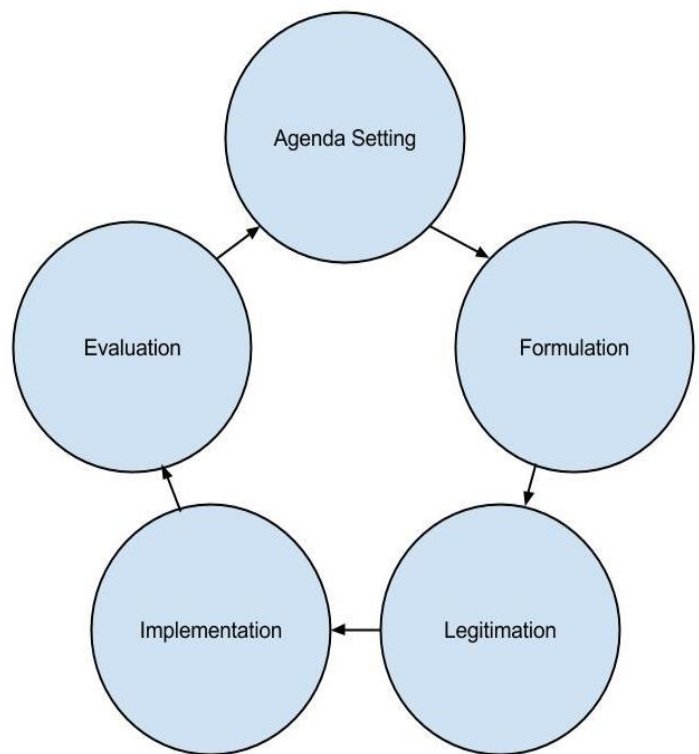 Agenda Setting
Formulation
Legitimation
Implementation
Evaluation